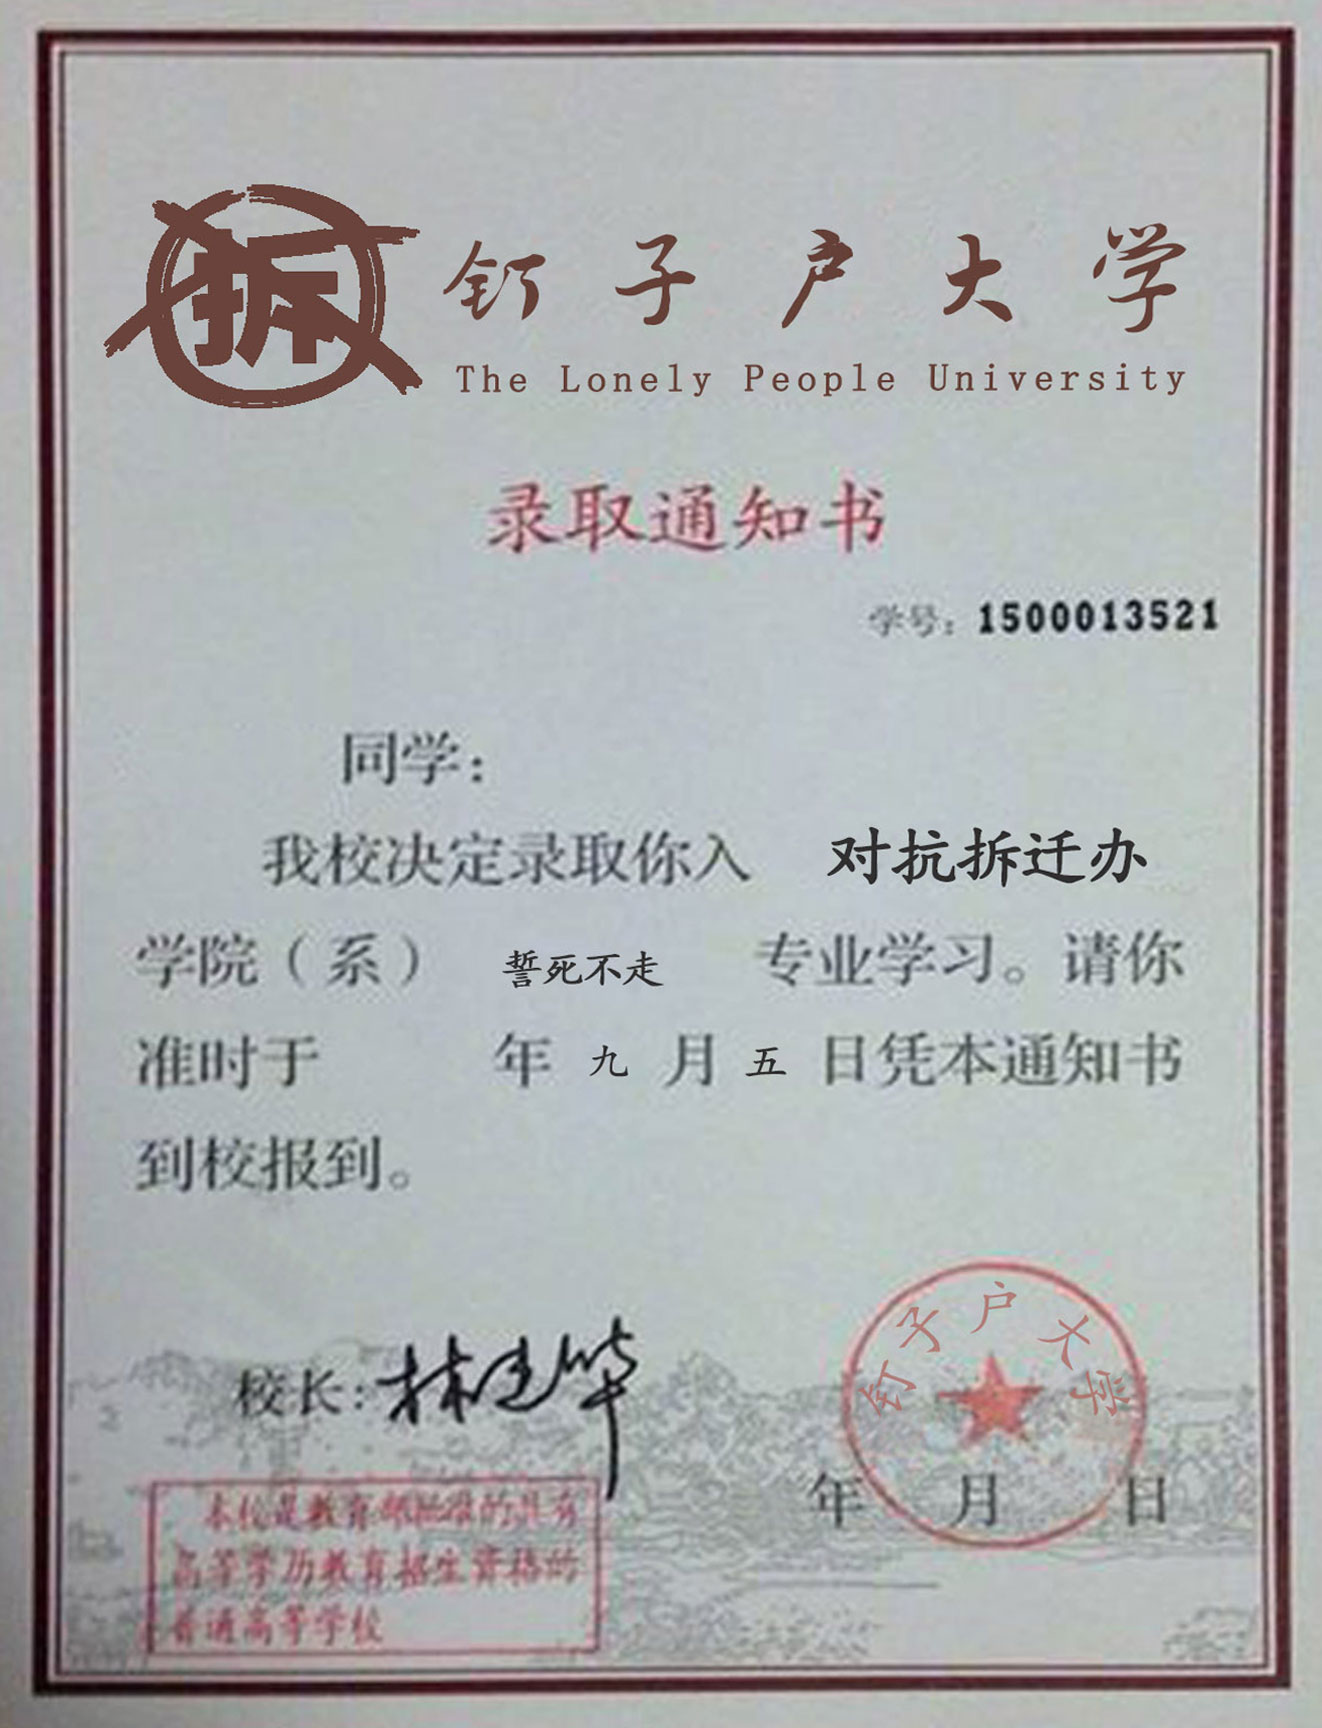 拆
钉子户大学
The Lonely People University
录取通知书
学号：1500013521
同学：
我校决定录取你入 对抗拆迁办
学院（系） 誓死不走 专业学习。请你
准时于 年 九 月 五 日凭本通知书
到校报到。
钉子户大学
校长：林建华
年 月 日
本校是教育部批准的具有
高等学历教育招生资格的
普通高等学校